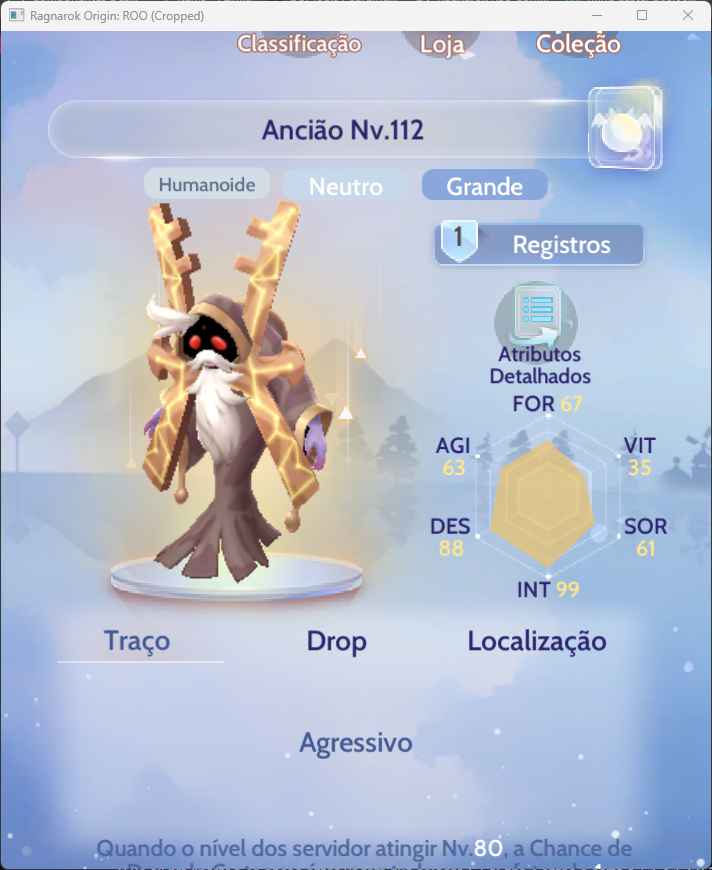 Ragnarok Origin: ROO (Cropped)
Classificação Loja Coleção
Ancião Nv.112
Humanoide Neutro Grande
1 Registros
Atributos
Detalhados
FOR 67
AGI 63
VIT 35
DES 88
SOR 61
INT 99
Traço Drop Localização
Agressivo
Quando o nível dos servidor atingir Nv.80, a Chance de